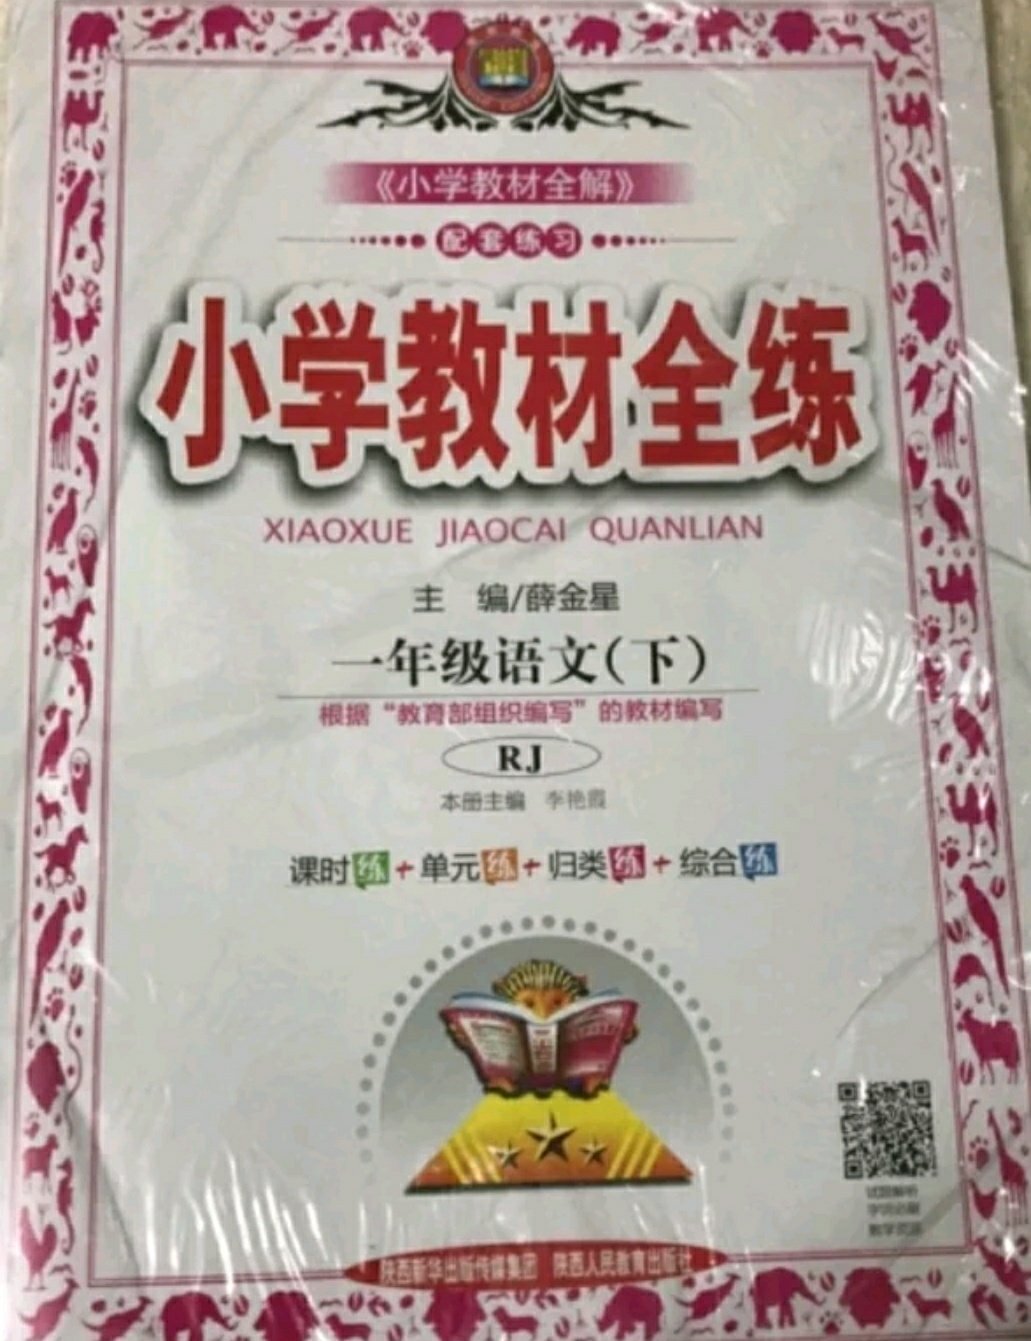 《小学教材全解》
配套练习
小学教材全练
XIAOXUE JIAOCAI QUANLIAN
主 编/薛金星
一年级语文(下)
根据“教育部组织编写”的教材编写
RJ
本册主编 李艳霞
课时练+单元练+归类练+综合练
陕西新华出版传媒集团 陕西人民教育出版社